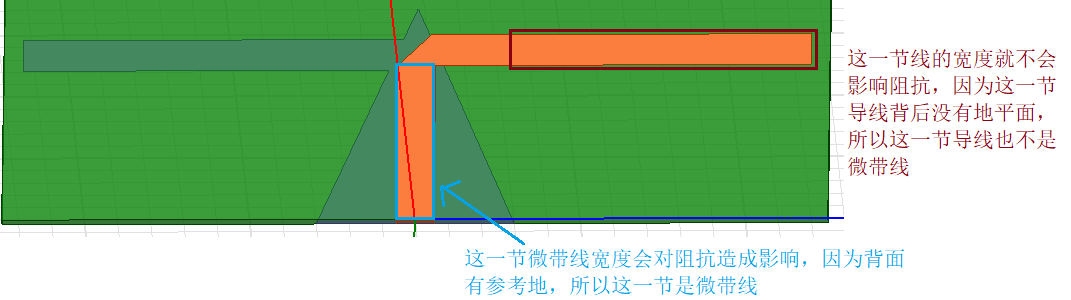 这一节线的宽度就不会
影响阻抗，因为这一节
导线背后没有地平面，
所以这一节导线也不是
微带线
这一节微带线宽度会对阻抗造成影响，因为背面
有参考地，所以这一节是微带线